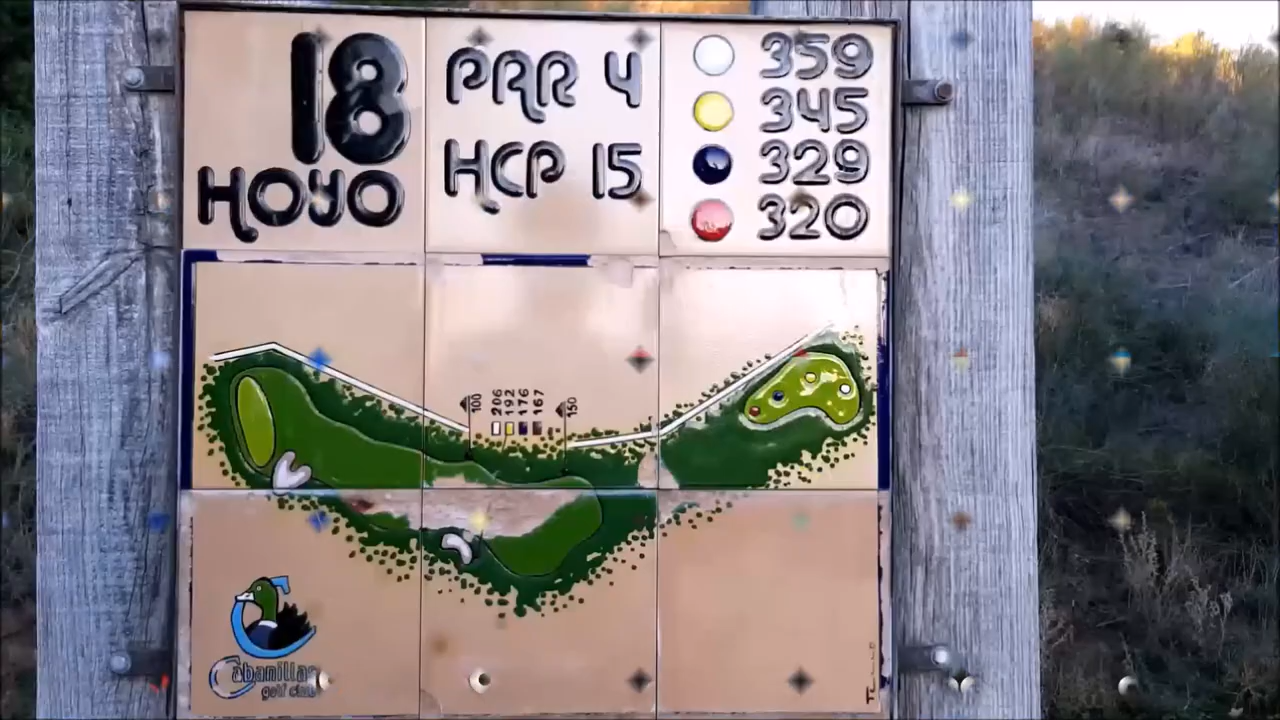 18
HOYO
PAR 4
HCP 15
359
345
329
320
100
206
192
176
167
150
Cabanillas
golf club